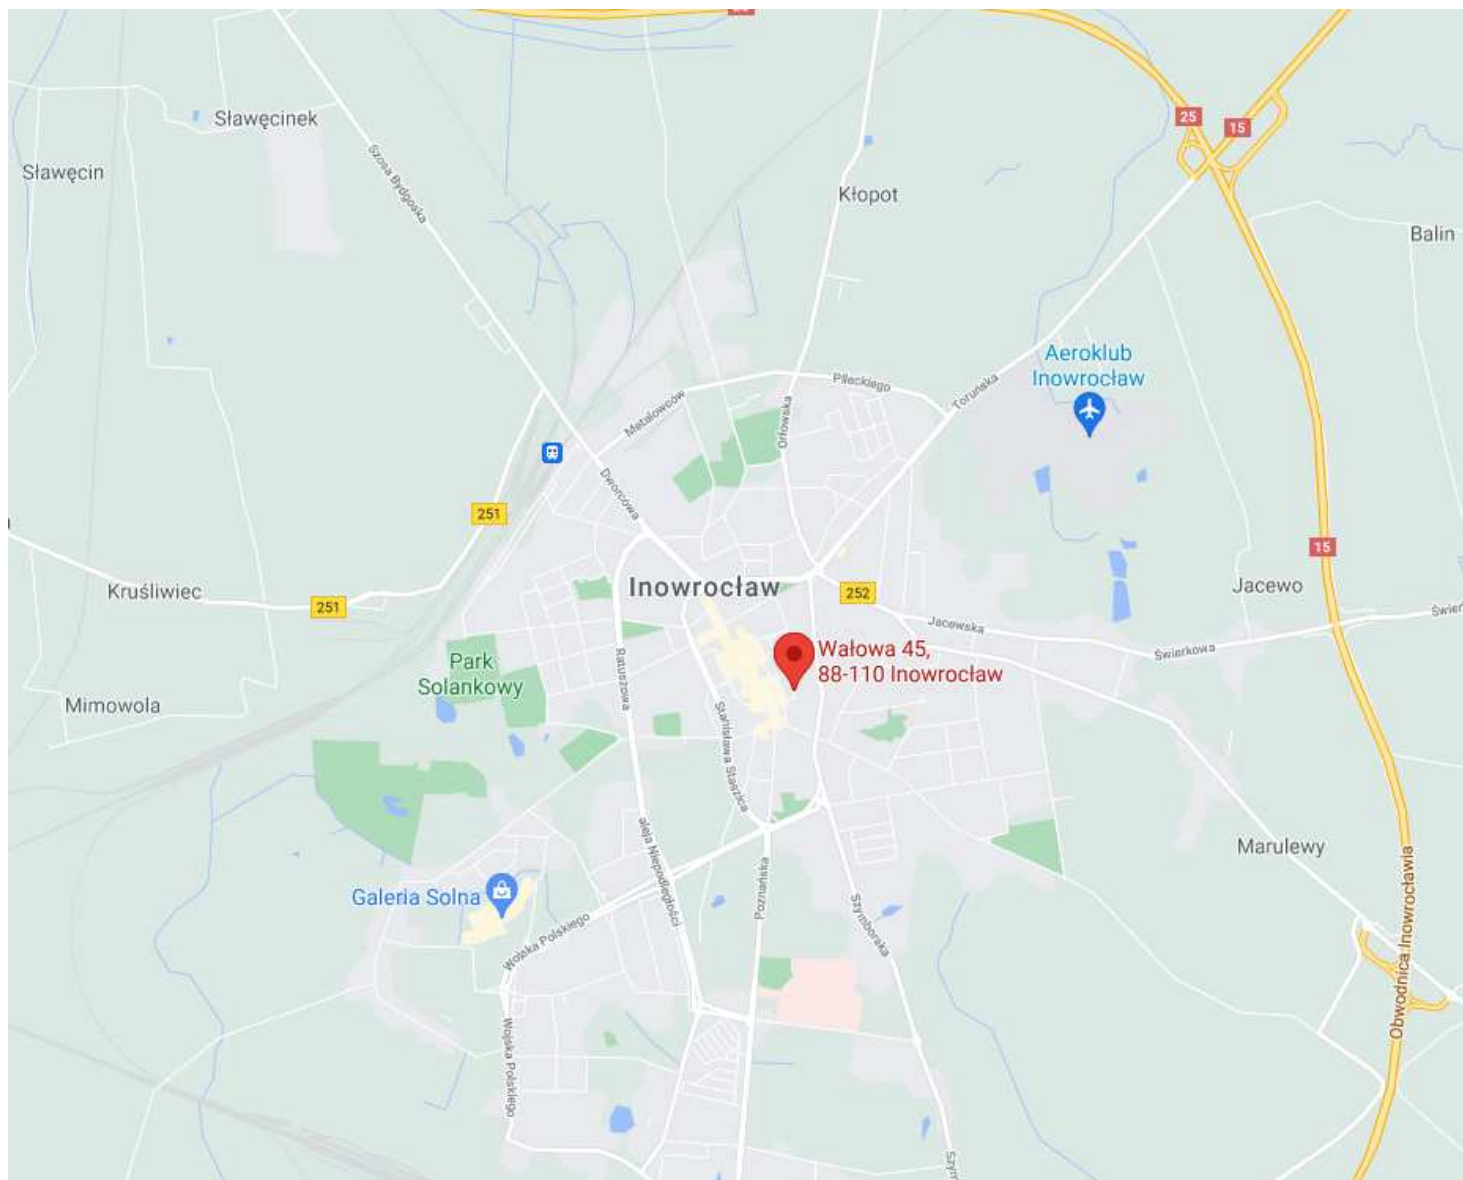 Sławęcinek
25
15
Sławęcin
Szosa Bydgoska
Kłopot
Balin
Aeroklub
Inowrocław
Pileckiego
Toruńska
Metalowców
Orłowska
Dworcowa
251
15
Inowrocław
Kruśliwiec
251
252
Jacewo
Jacewska
Świerkowa
Wałowa 45,
88-110 Inowrocław
Park
Solankowy
Ratuszowa
Mimowola
Stanisława Staszica
aleja Niepodległości
Marulewy
Poznańska
Galeria Solna
Szymborska
Wojska Polskiego
Obwodnica Inowrocławia
Wojska Polskiego